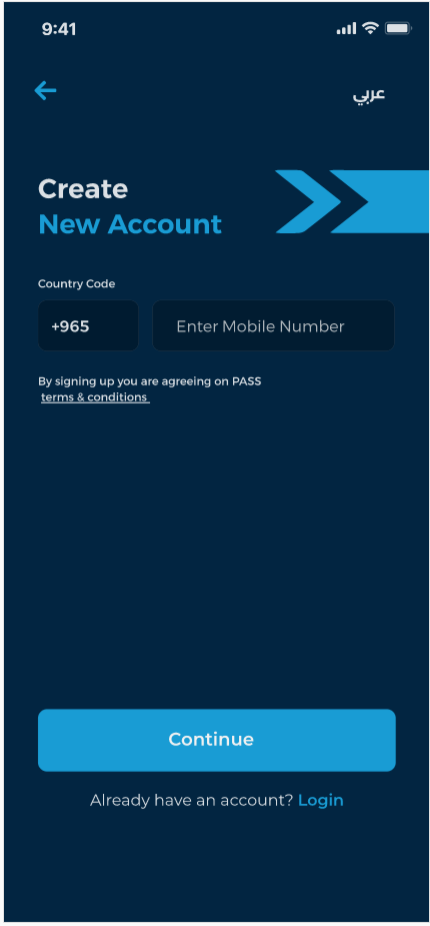 9:41
عربي
Create
New Account
Country Code
+965
Enter Mobile Number
By signing up you are agreeing on PASS
terms & conditions
Continue
Already have an account? Login